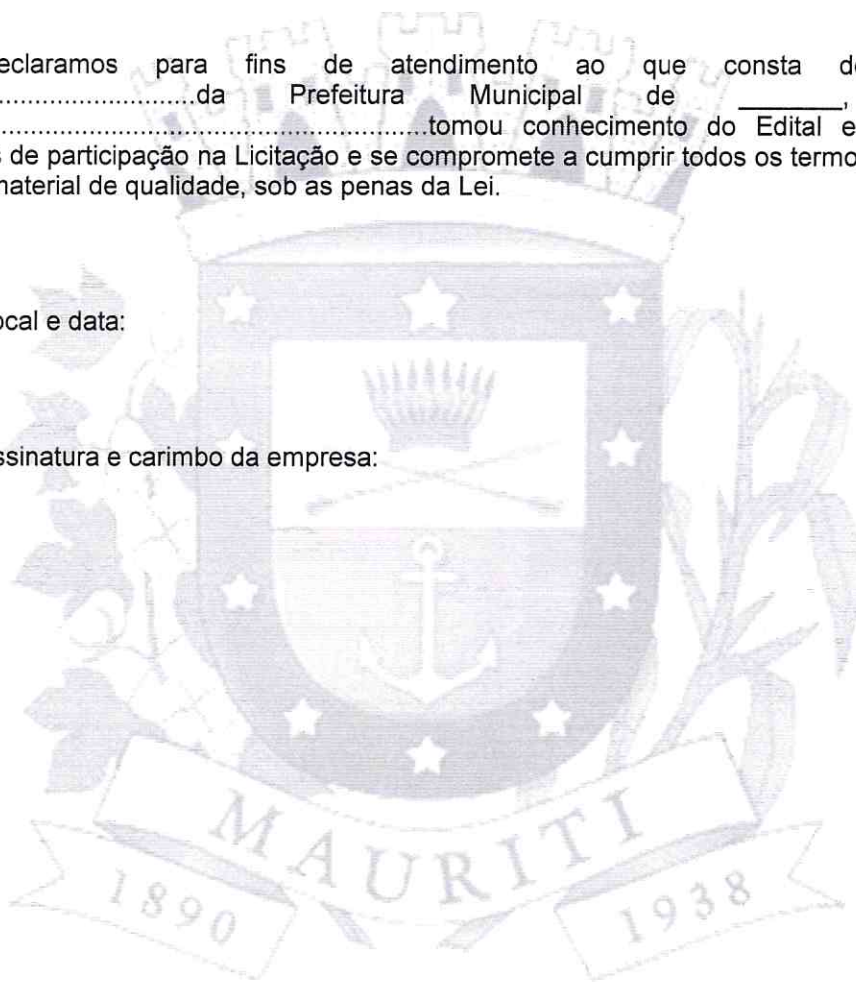 eclaramos para fins de atendimento ao que consta d
............................da Prefeitura Municipal de ________,
......................................................tomou conhecimento do Edital e
s de participação na Licitação e se compromete a cumprir todos os termo
material de qualidade, sob as penas da Lei.
ocal e data:
ssinatura e carimbo da empresa:
MAURITI
1890
1938